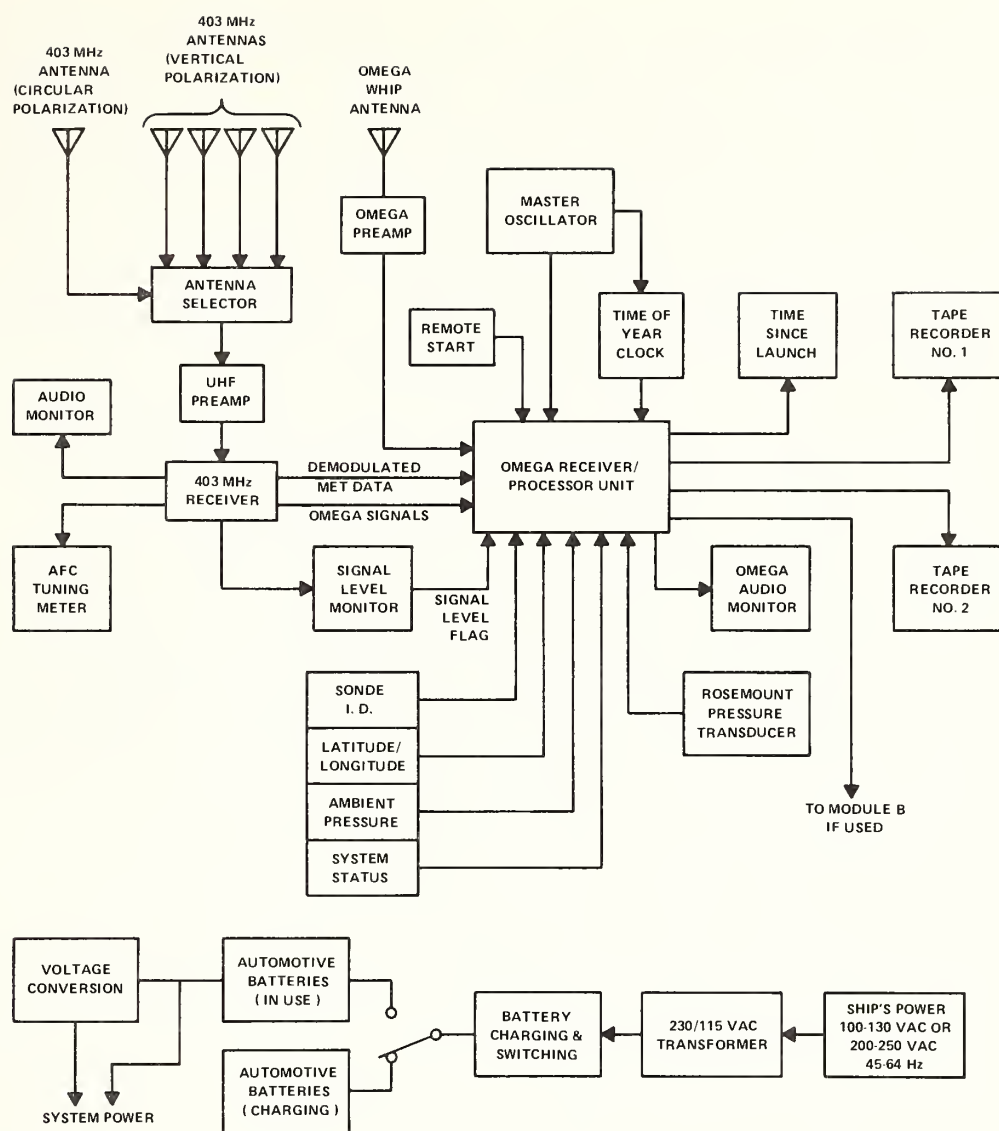 403 MHz
ANTENNA
(CIRCULAR
POLARIZATION)
403 MHz
ANTENNAS
(VERTICAL
POLARIZATION)
OMEGA
WHIP
ANTENNA
OMEGA
PREAMP
MASTER
OSCILLATOR
ANTENNA
SELECTOR
REMOTE
START
TIME OF
YEAR
CLOCK
TIME
SINCE
LAUNCH
TAPE
RECORDER
NO. 1
UHF
PREAMP
AUDIO
MONITOR
403 MHz
RECEIVER
DEMODULATED
MET DATA
OMEGA SIGNALS
OMEGA RECEIVER/
PROCESSOR UNIT
AFC
TUNING
METER
SIGNAL
LEVEL
MONITOR
SIGNAL
LEVEL
FLAG
OMEGA
AUDIO
MONITOR
TAPE
RECORDER
NO. 2
SONDE
I. D.
LATITUDE/
LONGITUDE
AMBIENT
PRESSURE
SYSTEM
STATUS
ROSEMOUNT
PRESSURE
TRANSDUCER
TO MODULE B
IF USED
VOLTAGE
CONVERSION
AUTOMOTIVE
BATTERIES
( IN USE )
BATTERY
CHARGING &
SWITCHING
230/115 VAC
TRANSFORMER
SHIP'S POWER
100-130 VAC OR
200-250 VAC
45-64 Hz
AUTOMOTIVE
BATTERIES
( CHARGING )
SYSTEM POWER